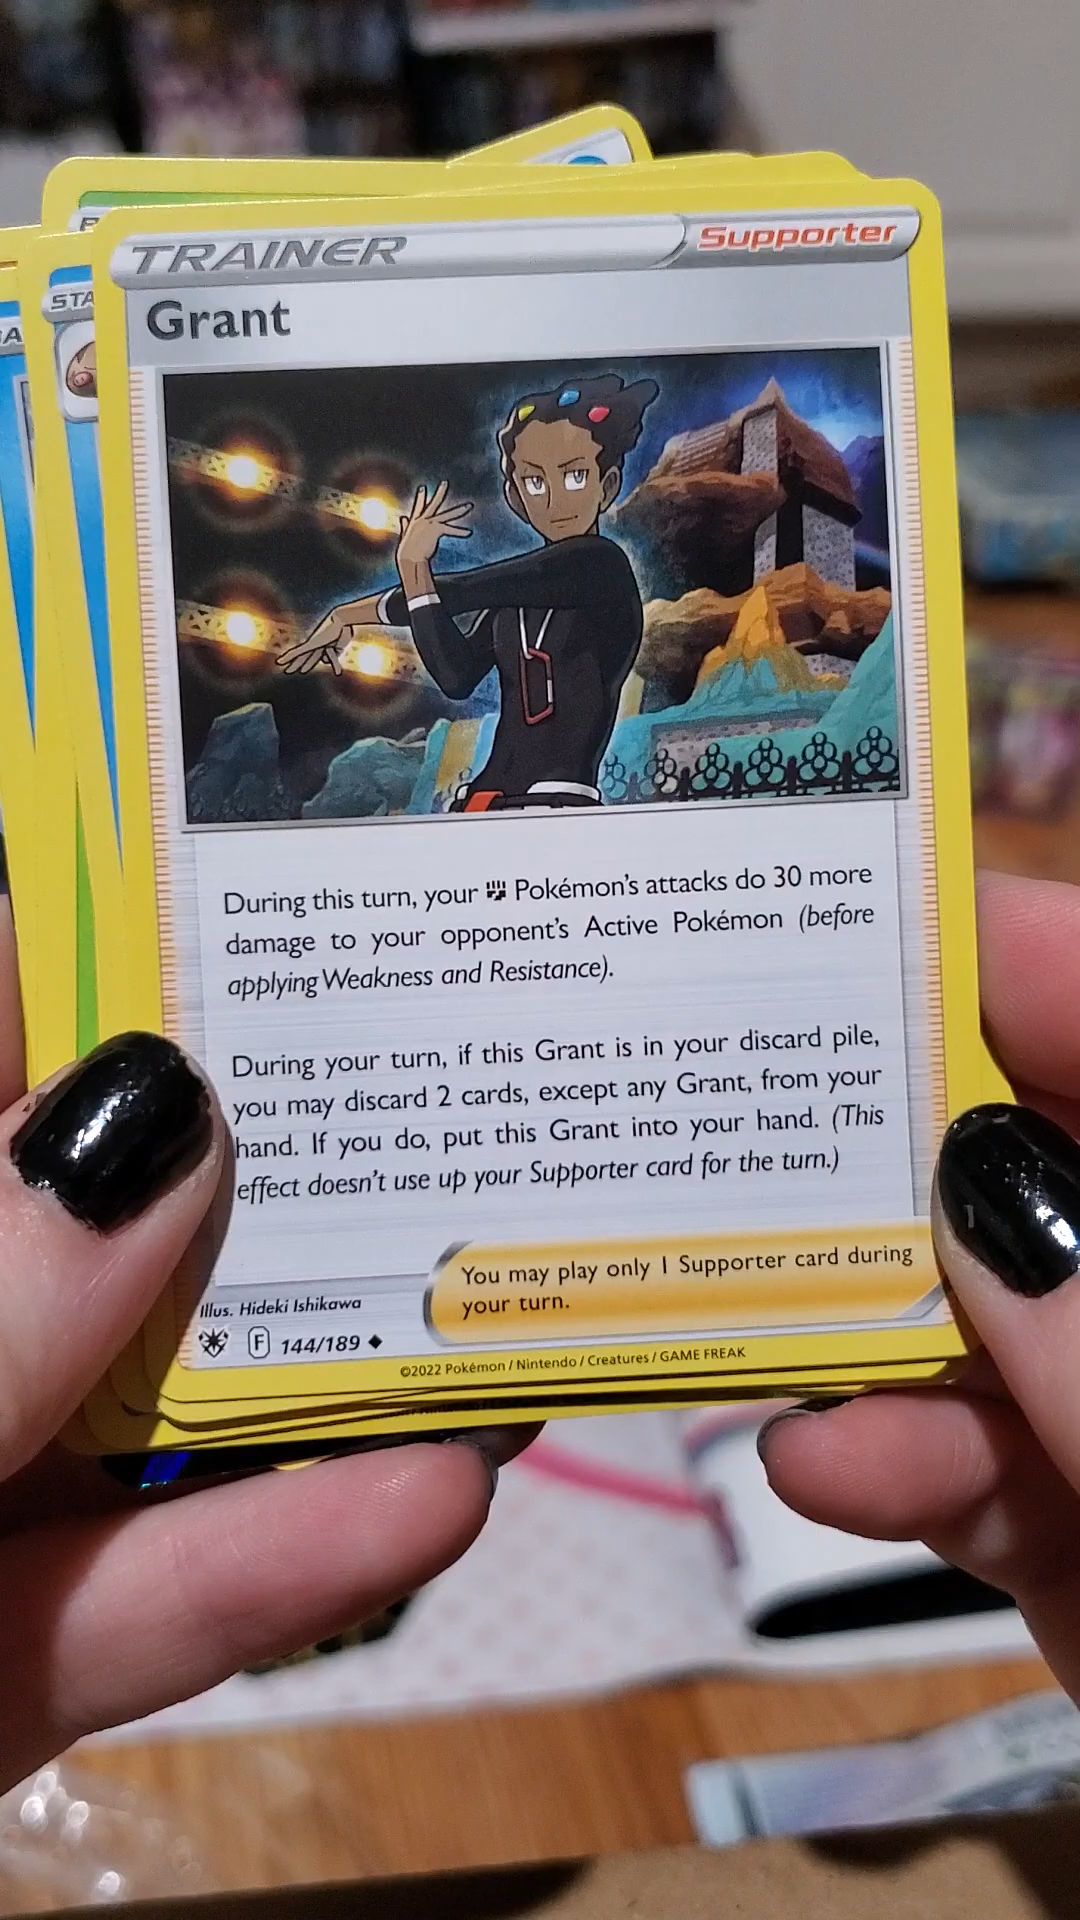 TRAINER
Supporter
STA
Grant
During this turn, your Pokémon's attacks do 30 more
damage to your opponent's Active Pokémon (before
applying Weakness and Resistance).
During your turn, if this Grant is in your discard pile,
you may discard 2 cards, except any Grant, from your
hand. If you do, put this Grant into your hand. (This
effect doesn't use up your Supporter card for the turn.)
You may play only 1 Supporter card during
your turn.
Illus. Hideki Ishikawa
F 144/189
©2022 Pokémon / Nintendo / Creatures / GAME FREAK